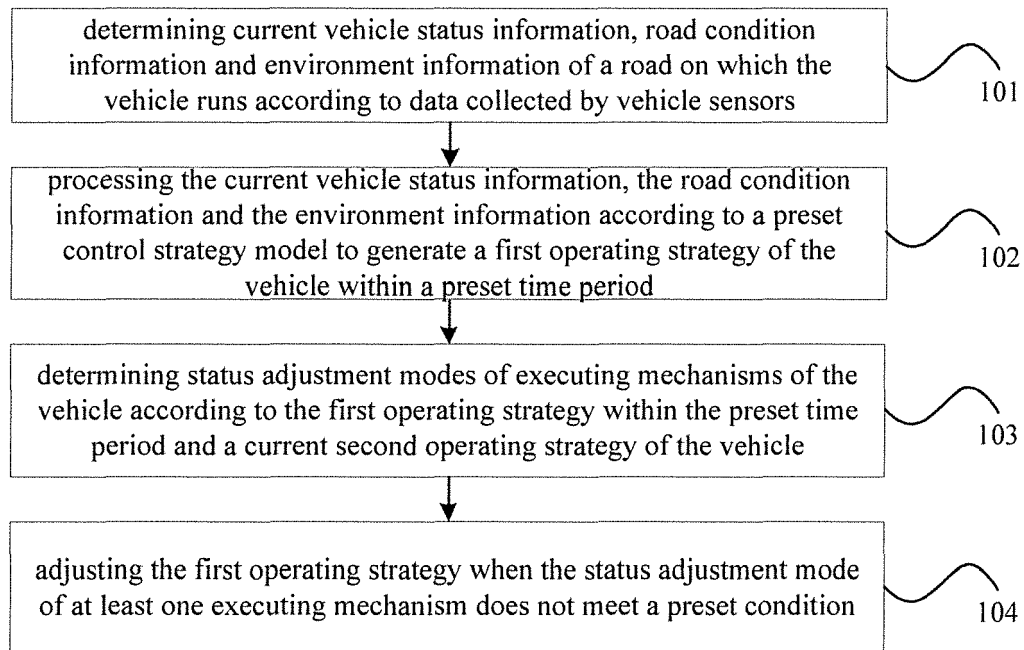 determining current vehicle status information, road condition
information and environment information of a road on which the
vehicle runs according to data collected by vehicle sensors
101
processing the current vehicle status information, the road condition
information and the environment information according to a preset
control strategy model to generate a first operating strategy of the
vehicle within a preset time period
102
determining status adjustment modes of executing mechanisms of the
vehicle according to the first operating strategy within the preset time
period and a current second operating strategy of the vehicle
103
adjusting the first operating strategy when the status adjustment mode
of at least one executing mechanism does not meet a preset condition
104